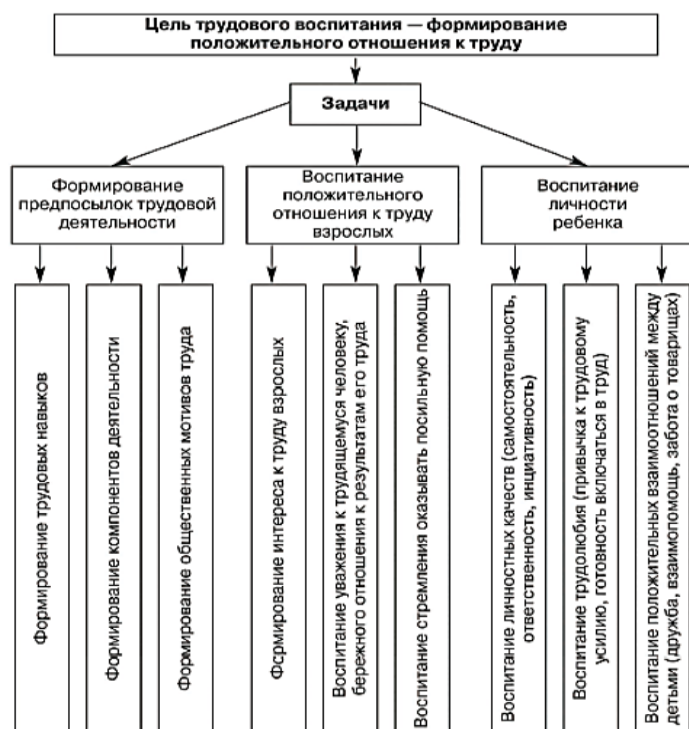 Цель трудового воспитания — формирование
положительного отношения к труду
Задачи
Формирование
предпосылок трудовой
деятельности
Воспитание
положительного
отношения к труду
взрослых
Воспитание
личности
ребенка
Формирование трудовых навыков
Формирование компонентов деятельности
Формирование общественных мотивов труда
Формирование интереса к труду взрослых
Воспитание уважения к трудящемуся человеку,
бережного отношения к результатам его труда
Воспитание стремления оказывать посильную помощь
Воспитание личностных качеств (самостоятельность,
ответственность, инциативность)
Воспитание трудолюбия (привычка к трудовому
усилию, готовность включаться в труд)
Воспитание положительных взаимоотношений между
детьми (дружба, взаимопомощь, забота о товарищах)